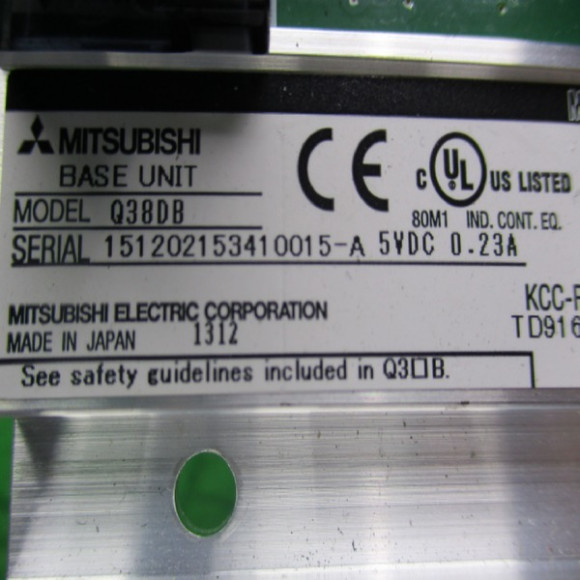 MITSUBISHI
BASE UNIT
MODEL Q38DB
SERIAL 151202153410015-A 5VDC 0.23A
CE
C UL US LISTED
80M1 IND. CONT. EQ.
MITSUBISHI ELECTRIC CORPORATION
MADE IN JAPAN 1312
KCC-
TD916
See safety guidelines included in Q3□B.